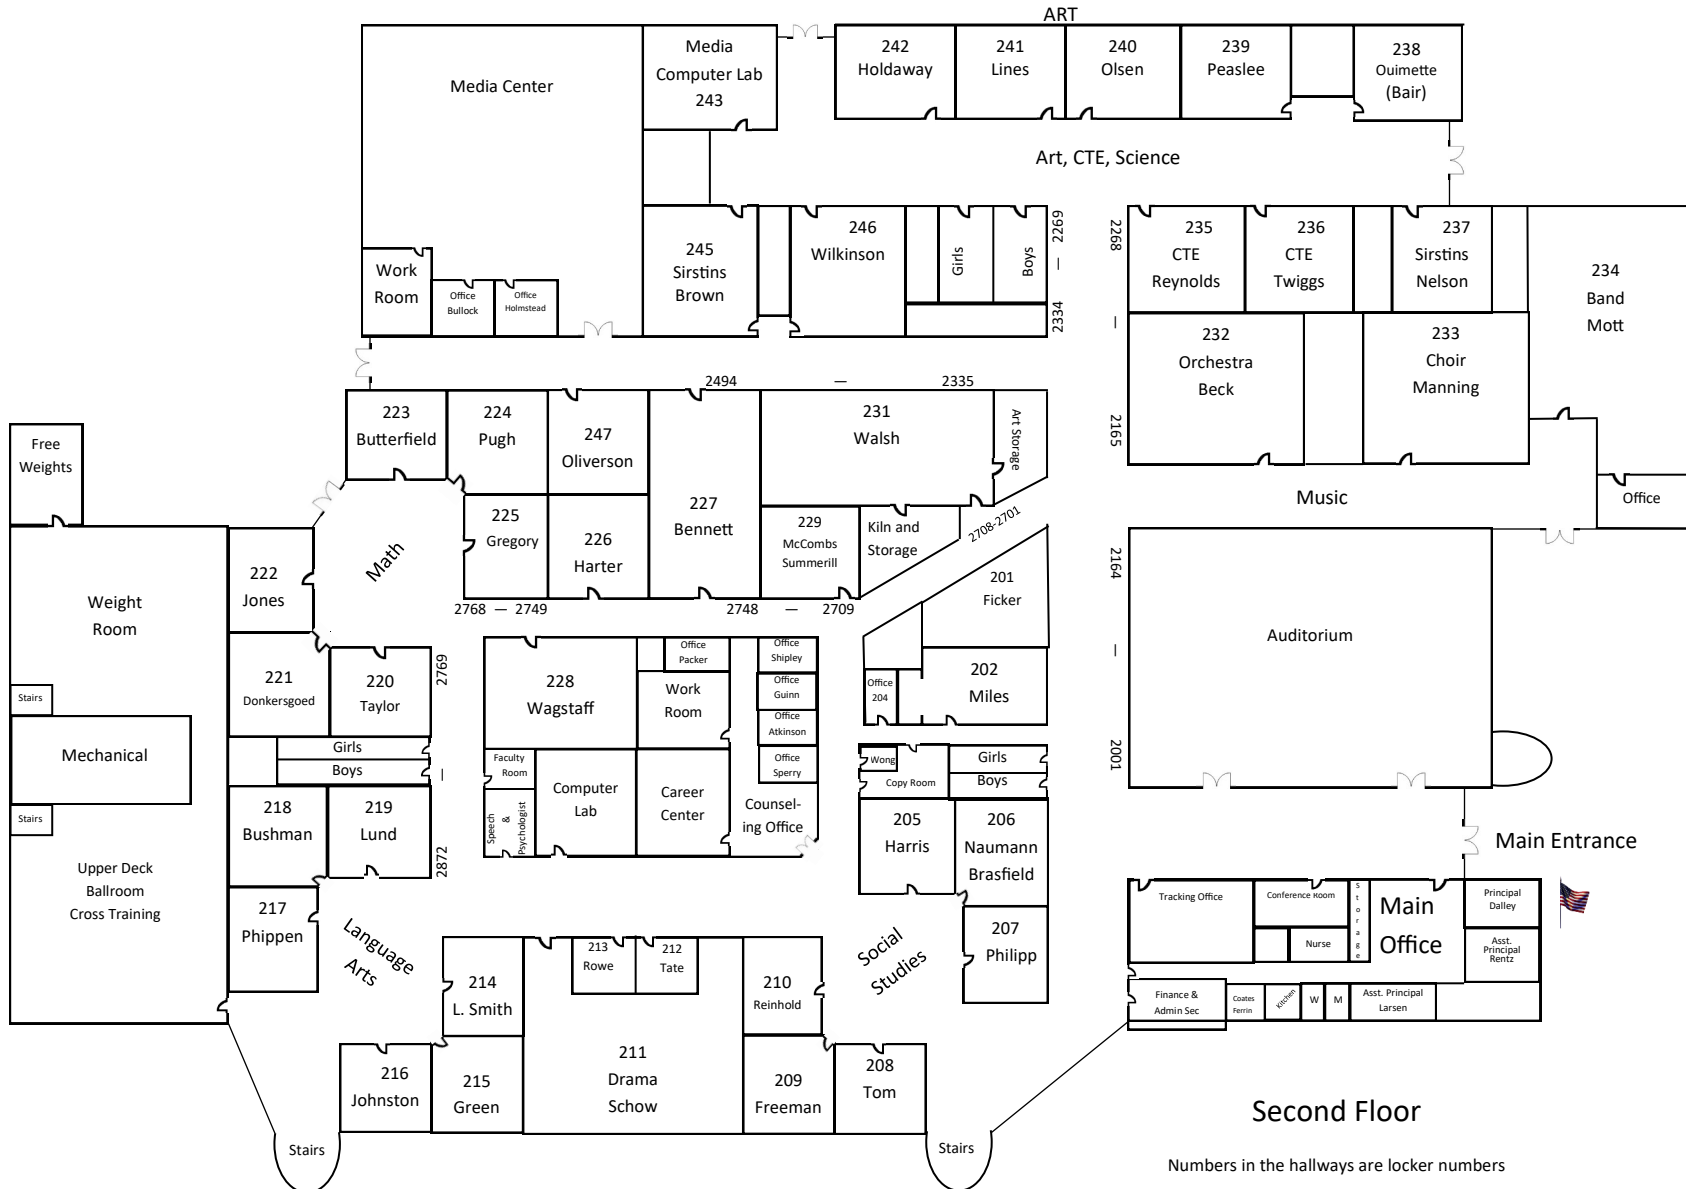 ART
Media Center
Media
Computer Lab
243
242
Holdaway
241
Lines
240
Olsen
239
Peaslee
238
Ouimette
(Bair)
Art, CTE, Science
Work
Room
Office
Bullock
Office
Holmstead
245
Sirstins
Brown
246
Wilkinson
Girls
Boys
2269
—
2334
2268
—
2165
235
CTE
Reynolds
236
CTE
Twiggs
237
Sirstins
Nelson
234
Band
Mott
232
Orchestra
Beck
233
Choir
Manning
2494 — 2335
223
Butterfield
224
Pugh
247
Oliverson
227
Bennett
231
Walsh
Art Storage
Free
Weights
Music
Office
225
Gregory
226
Harter
229
McCombs
Summerill
Kiln and
Storage
2708-2701
Math
222
Jones
Weight
Room
201
Ficker
2164
—
2001
Auditorium
2768 — 2749
2748 — 2709
221
Donkersgoed
220
Taylor
2769
—
2872
228
Wagstaff
Office
Packer
Work
Room
Office
Shipley
Office
Guinn
Office
Atkinson
Office
Sperry
Office
204
202
Miles
Stairs
Mechanical
Stairs
Girls
Boys
Faculty
Room
Speech
&
Psychologist
Computer
Lab
Career
Center
Counsel-
ing Office
Wong
Copy Room
Girls
Boys
218
Bushman
219
Lund
205
Harris
206
Naumann
Brasfield
Main Entrance
Upper Deck
Ballroom
Cross Training
217
Phippen
Language
Arts
214
L. Smith
213
Rowe
212
Tate
210
Reinhold
Social
Studies
207
Philipp
Tracking Office
Conference Room
Nurse
Storage
Main
Office
Principal
Dalley
Asst.
Principal
Rentz
Finance &
Admin Sec
Coates
Ferrin
Kitchen
W
M
Asst. Principal
Larsen
216
Johnston
215
Green
211
Drama
Schow
209
Freeman
208
Tom
Stairs
Stairs
Second Floor
Numbers in the hallways are locker numbers